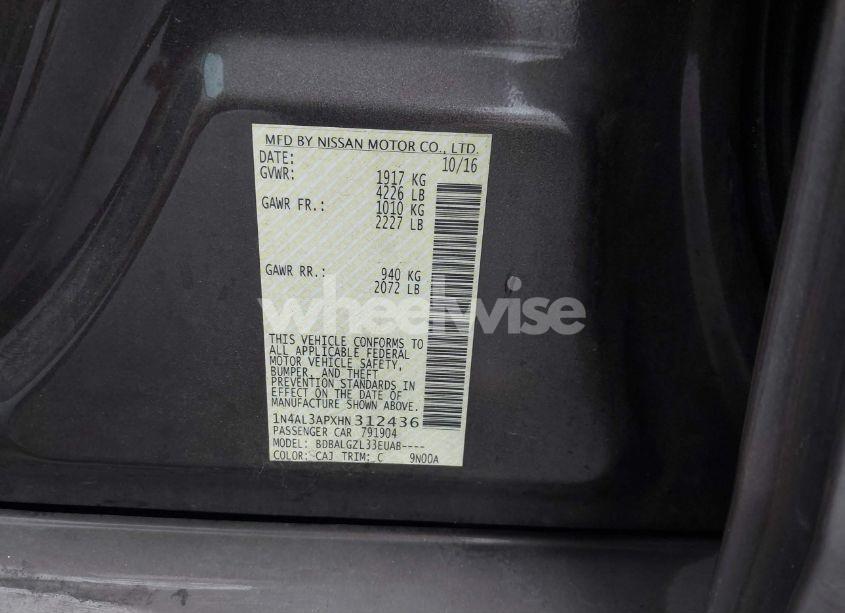 MFD BY NISSAN MOTOR CO., LTD.
DATE: 10/16
GVWR: 1917 KG
4226 LB
GAWR FR.: 1010 KG
2227 LB
GAWR RR.: 940 KG
2072 LB
wheelwise
THIS VEHICLE CONFORMS TO
ALL APPLICABLE FEDERAL
MOTOR VEHICLE SAFETY,
BUMPER, AND THEFT
PREVENTION STANDARDS IN
EFFECT ON THE DATE OF
MANUFACTURE SHOWN ABOVE.
1N4AL3APXHN312436
PASSENGER CAR 791904
MODEL: BDBALGZL33EUAB----
COLOR: CAJ TRIM: C 9N00A